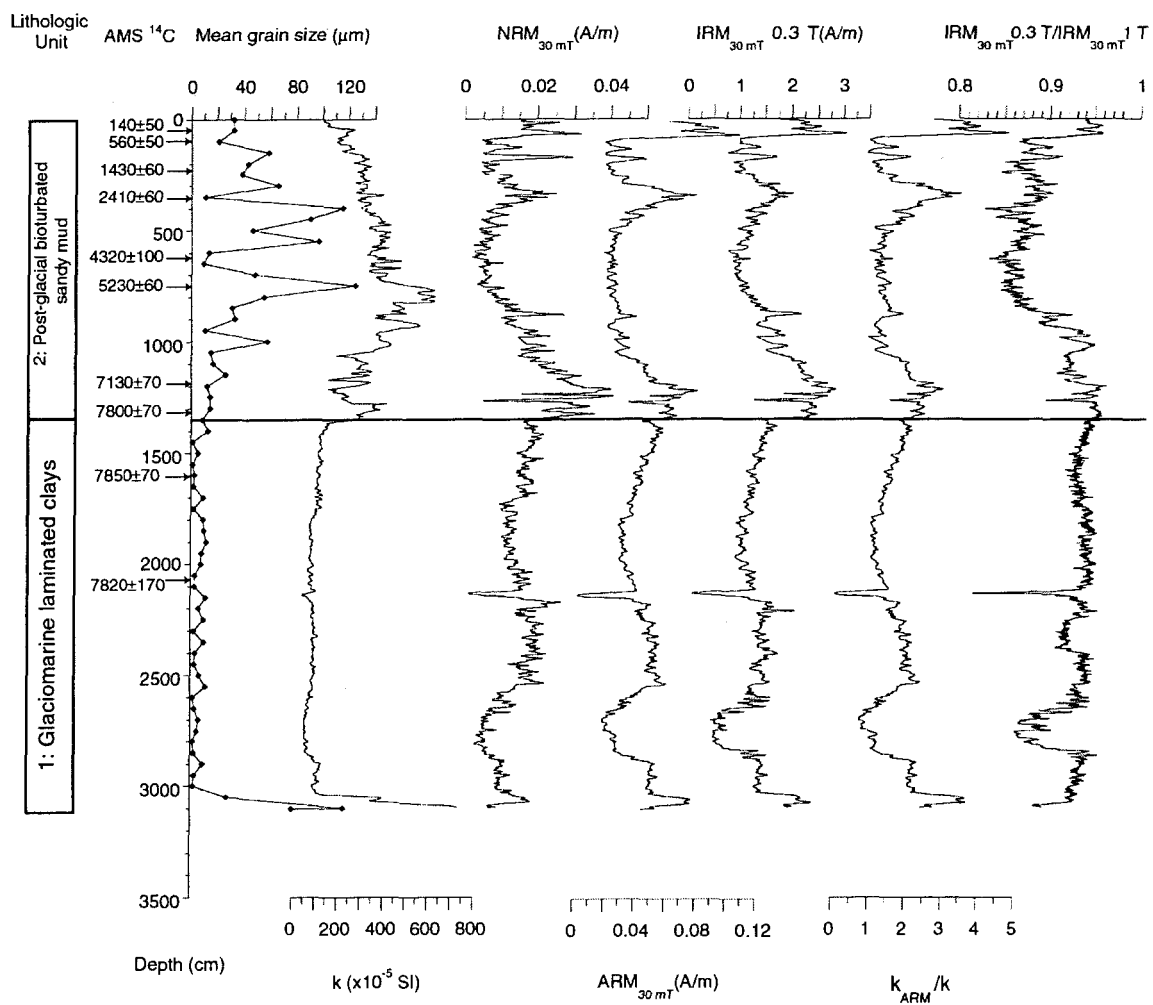 Lithologic
Unit
AMS 14C
Mean grain size (μm)
NRM30 mT(A/m)
IRM30 mT 0.3 T(A/m)
IRM30 mT0.3 T/IRM30 mT1 T
0 40 80 120
0 0.02 0.04
0 1 2 3
0.8 0.9 1
0
500
1000
1500
2000
2500
3000
3500
140±50
560±50
1430±60
2410±60
4320±100
5230±60
7130±70
7800±70
7850±70
7820±170
2: Post-glacial bioturbated
sandy mud
1: Glaciomarine laminated clays
0 200 400 600 800
0 0.04 0.08 0.12
0 1 2 3 4 5
Depth (cm)
k (x10-5 SI)
ARM30 mT(A/m)
kARM/k